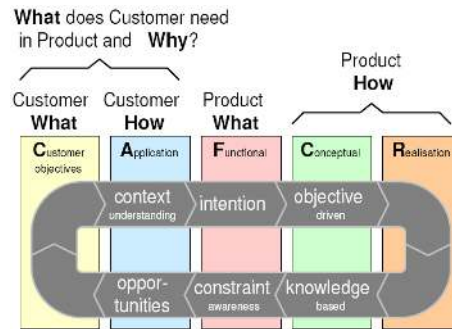 What does Customer need
in Product and Why?
Product
How
Customer
What
Customer
How
Product
What
Customer
objectives
Application
Functional
Conceptual
Realisation
context
understanding
intention
objective
driven
oppor-
tunities
constraint
awareness
knowledge
based